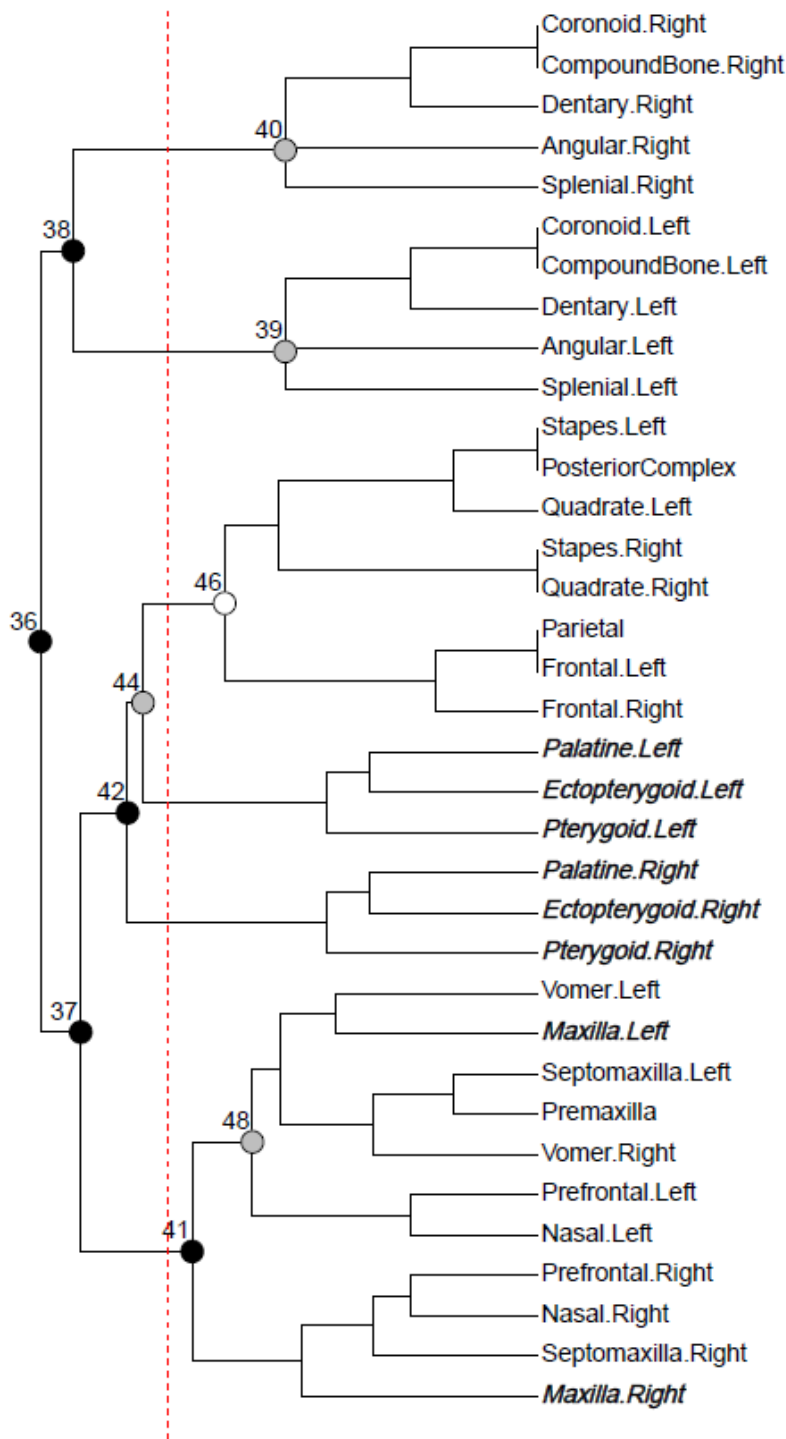 Coronoid.Right
CompoundBone.Right
Dentary.Right
40
Angular.Right
Splenial.Right
Coronoid.Left
38
CompoundBone.Left
Dentary.Left
39
Angular.Left
Splenial.Left
Stapes.Left
PosteriorComplex
Quadrate.Left
Stapes.Right
46
Quadrate.Right
36
Parietal
Frontal.Left
44
Frontal.Right
Palatine.Left
42
Ectopterygoid.Left
Pterygoid.Left
Palatine.Right
Ectopterygoid.Right
Pterygoid.Right
Vomer.Left
37
Maxilla.Left
Septomaxilla.Left
Premaxilla
48
Vomer.Right
Prefrontal.Left
41
Nasal.Left
Prefrontal.Right
Nasal.Right
Septomaxilla.Right
Maxilla.Right